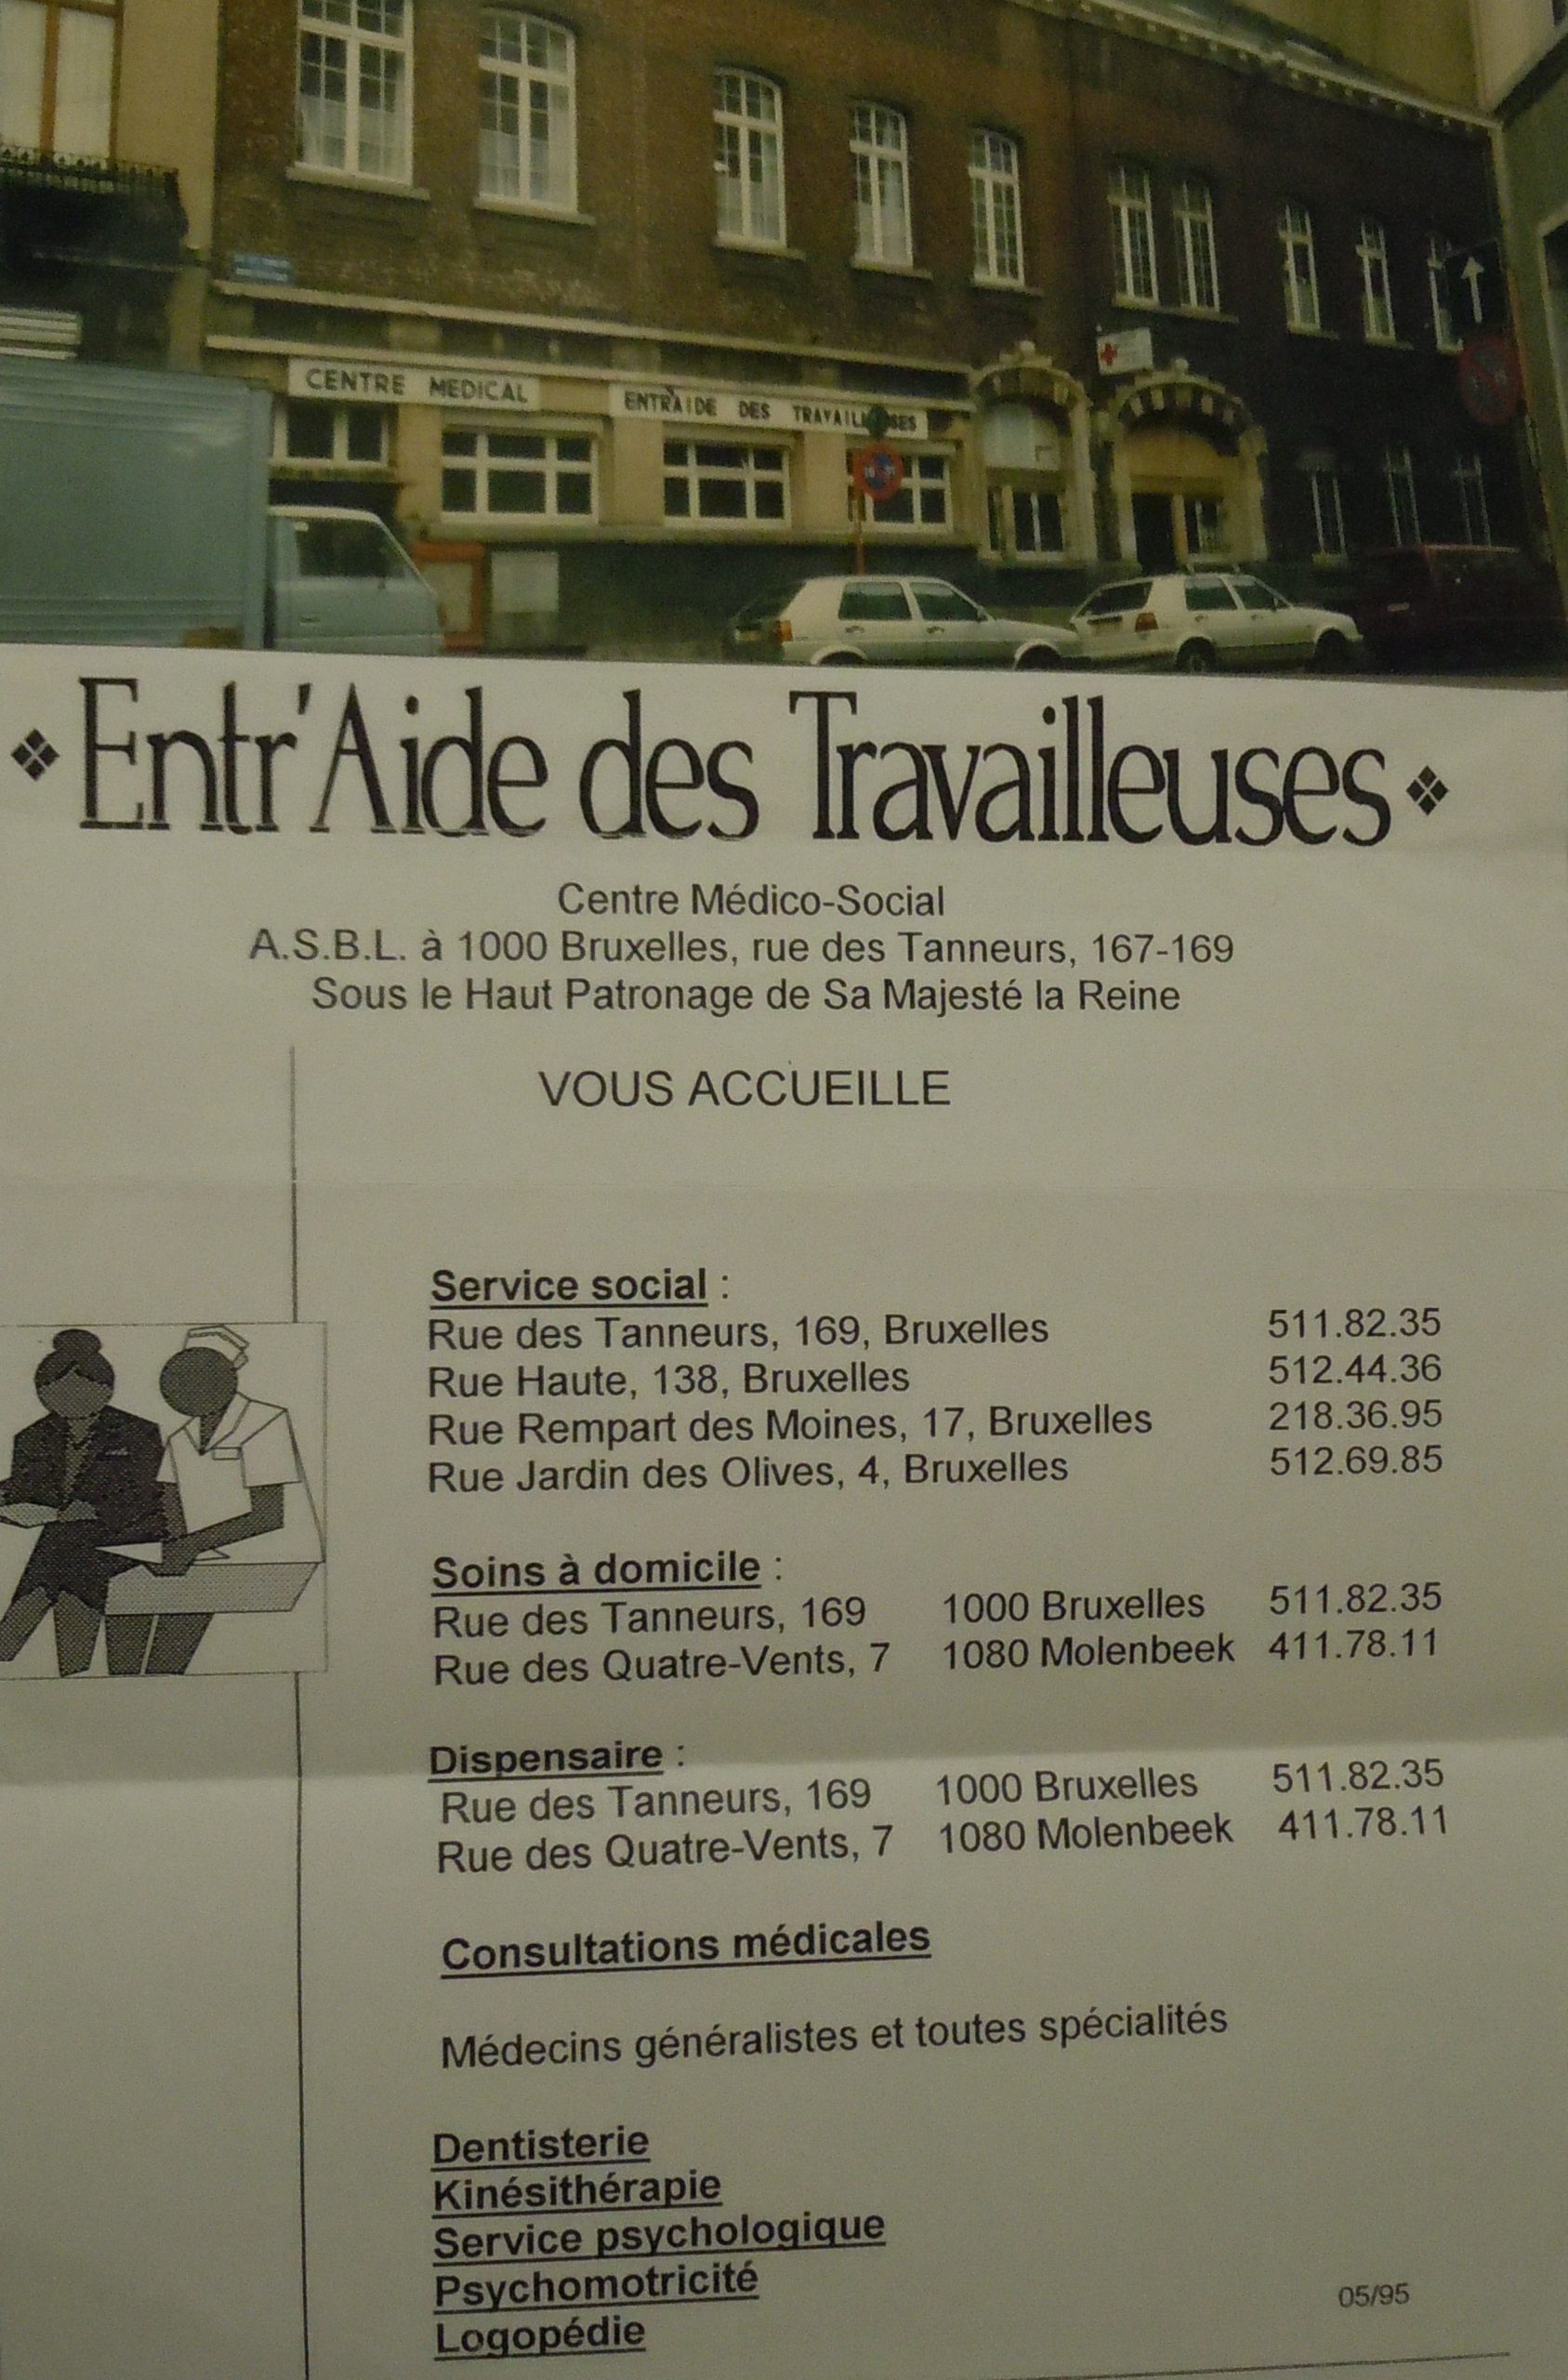 CENTRE MEDICAL
ENTR'AIDE DES TRAVAILLEUSES
Entr'Aide des Travailleuses
Centre Médico-Social
A.S.B.L. à 1000 Bruxelles, rue des Tanneurs, 167-169
Sous le Haut Patronage de Sa Majesté la Reine
VOUS ACCUEILLE
Service social :
Rue des Tanneurs, 169, Bruxelles 511.82.35
Rue Haute, 138, Bruxelles 512.44.36
Rue Rempart des Moines, 17, Bruxelles 218.36.95
Rue Jardin des Olives, 4, Bruxelles 512.69.85
Soins à domicile :
Rue des Tanneurs, 169 1000 Bruxelles 511.82.35
Rue des Quatre-Vents, 7 1080 Molenbeek 411.78.11
Dispensaire :
Rue des Tanneurs, 169 1000 Bruxelles 511.82.35
Rue des Quatre-Vents, 7 1080 Molenbeek 411.78.11
Consultations médicales
Médecins généralistes et toutes spécialités
Dentisterie
Kinésithérapie
Service psychologique
Psychomotricité
Logopédie
05/95